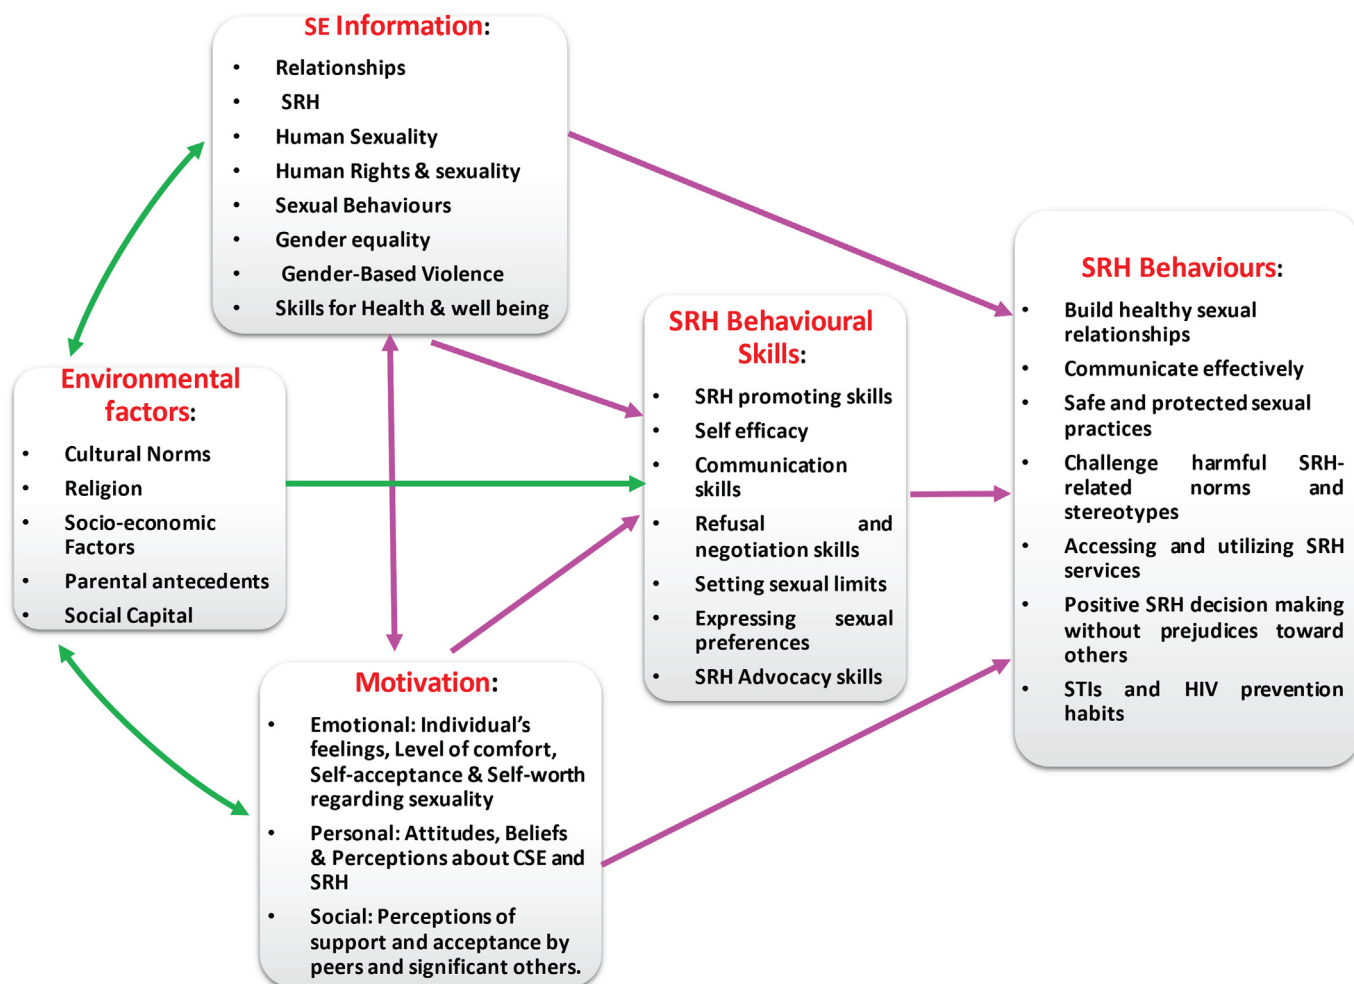 SE Information:
• Relationships
• SRH
• Human Sexuality
• Human Rights & sexuality
• Sexual Behaviours
• Gender equality
• Gender-Based Violence
• Skills for Health & well being
Environmental
factors:
• Cultural Norms
• Religion
• Socio-economic
Factors
• Parental antecedents
• Social Capital
Motivation:
• Emotional: Individual’s
feelings, Level of comfort,
Self-acceptance & Self-worth
regarding sexuality
• Personal: Attitudes, Beliefs
& Perceptions about CSE and
SRH
• Social: Perceptions of
support and acceptance by
peers and significant others.
SRH Behavioural
Skills:
• SRH promoting skills
• Self efficacy
• Communication
skills
• Refusal and
negotiation skills
• Setting sexual limits
• Expressing sexual
preferences
• SRH Advocacy skills
SRH Behaviours:
• Build healthy sexual
relationships
• Communicate effectively
• Safe and protected sexual
practices
• Challenge harmful SRH-
related norms and
stereotypes
• Accessing and utilizing SRH
services
• Positive SRH decision making
without prejudices toward
others
• STIs and HIV prevention
habits